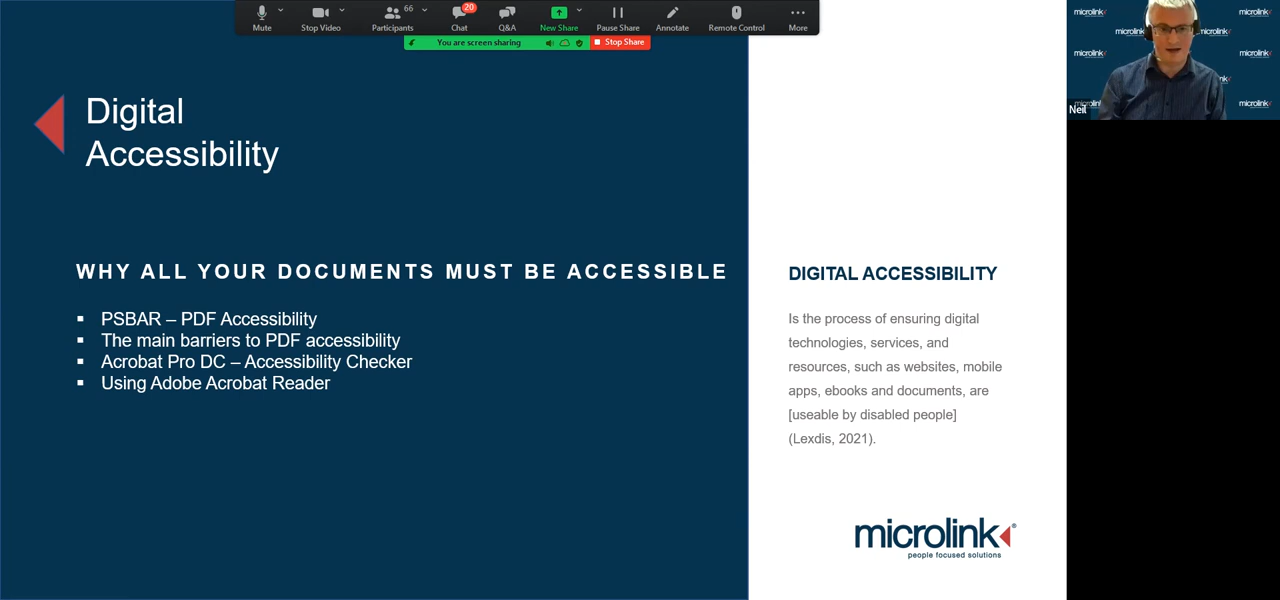 Mute
Stop Video
Participants
66
Chat
20
Q&A
New Share
Pause Share
Annotate
Remote Control
More
You are screen sharing
Stop Share
Digital
Accessibility
WHY ALL YOUR DOCUMENTS MUST BE ACCESSIBLE
▪ PSBAR – PDF Accessibility
▪ The main barriers to PDF accessibility
▪ Acrobat Pro DC – Accessibility Checker
▪ Using Adobe Acrobat Reader
DIGITAL ACCESSIBILITY
Is the process of ensuring digital
technologies, services, and
resources, such as websites, mobile
apps, ebooks and documents, are
[useable by disabled people]
(Lexdis, 2021).
microlink®
people focused solutions
microlink
microlink
microlink
microlink
microlink
microlink
microlink
Neil